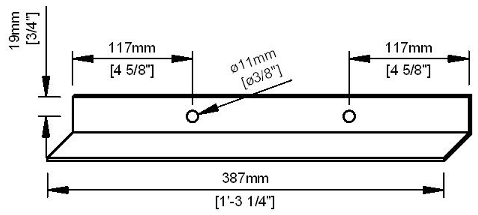 19mm
[3/4"]
117mm
[4 5/8"]
ø11mm
[ø3/8"]
117mm
[4 5/8"]
387mm
[1'-3 1/4"]